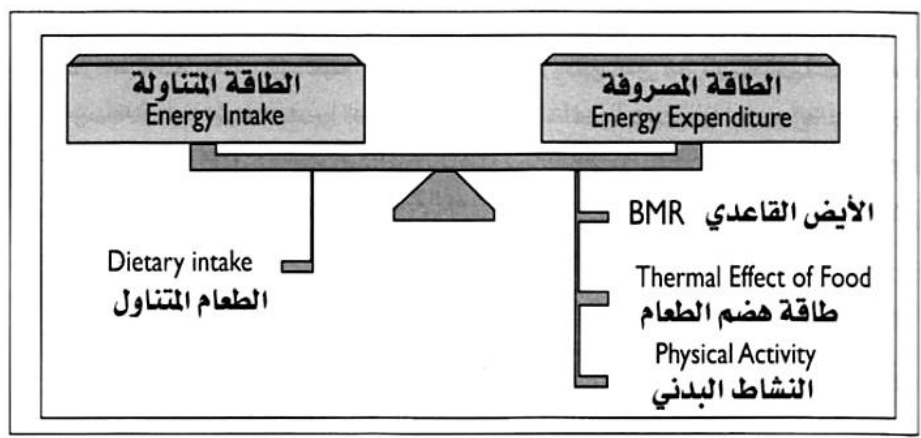 الطاقة المتناولة
Energy Intake
الطاقة المصروفة
Energy Expenditure
Dietary intake
الطعام المتناول
BMR الأيض القاعدي
Thermal Effect of Food
طاقة هضم الطعام
Physical Activity
النشاط البدني